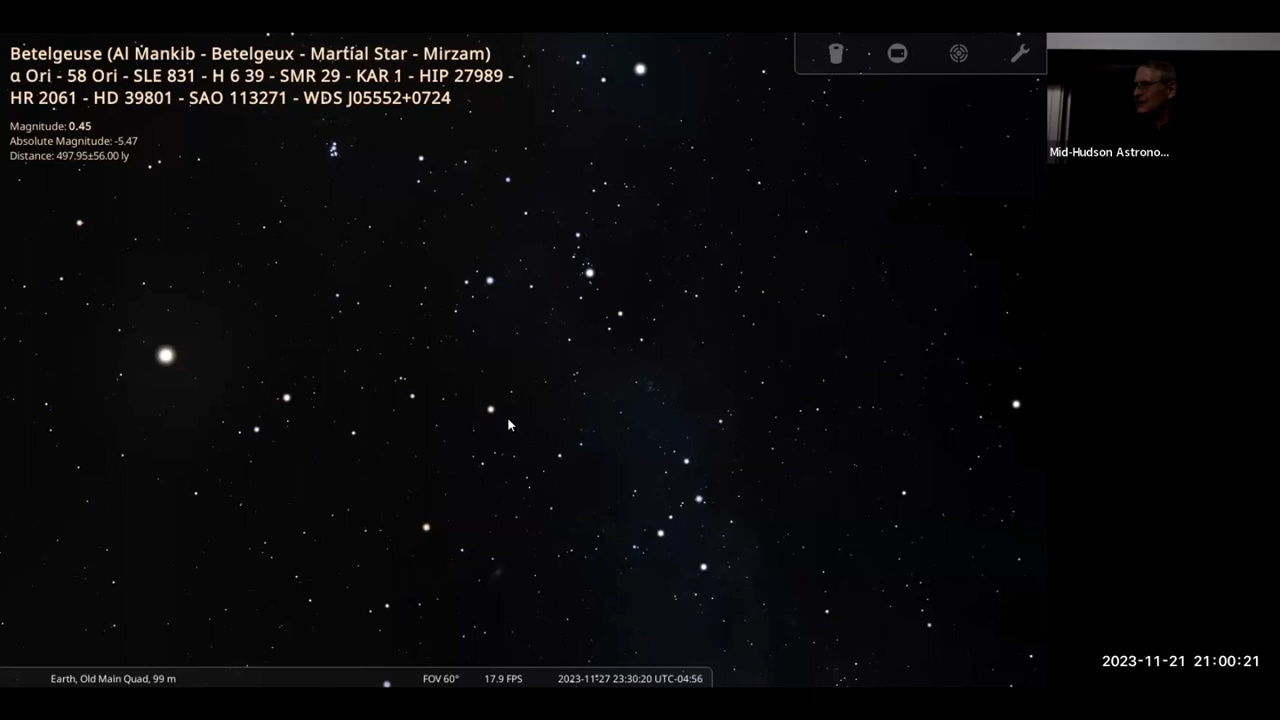 Betelgeuse (Al Mankib - Betelgeux - Martial Star - Mirzam)
α Ori - 58 Ori - SLE 831 - H 6 39 - SMR 29 - KAR 1 - HIP 27989 -
HR 2061 - HD 39801 - SAO 113271 - WDS J05552+0724
Magnitude: 0.45
Absolute Magnitude: -5.47
Distance: 497.95±56.00 ly
Mid-Hudson Astrono...
2023-11-21 21:00:21
Earth, Old Main Quad, 99 m
FOV 60°
17.9 FPS
2023-11-27 23:30:20 UTC-04:56